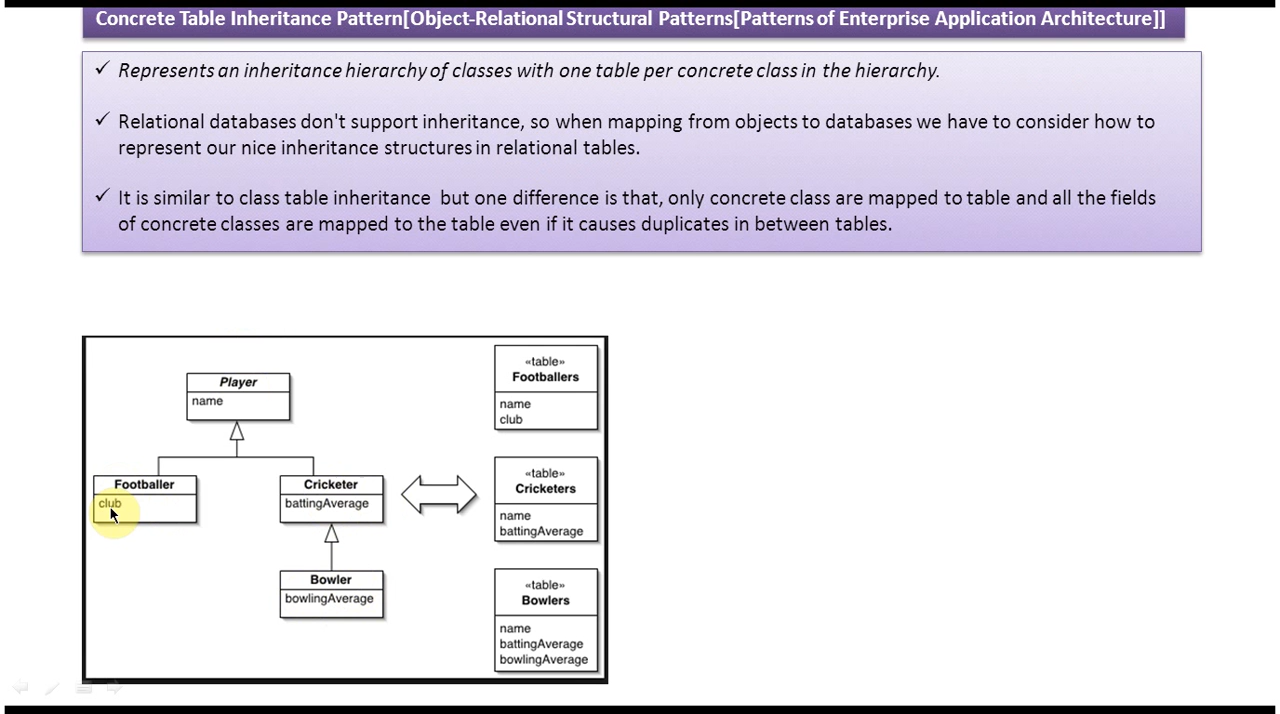 Concrete Table Inheritance Pattern[Object-Relational Structural Patterns[Patterns of Enterprise Application Architecture]]
✓ Represents an inheritance hierarchy of classes with one table per concrete class in the hierarchy.
✓ Relational databases don't support inheritance, so when mapping from objects to databases we have to consider how to
represent our nice inheritance structures in relational tables.
✓ It is similar to class table inheritance but one difference is that, only concrete class are mapped to table and all the fields
of concrete classes are mapped to the table even if it causes duplicates in between tables.
Player
name
Footballer
club
Cricketer
battingAverage
Bowler
bowlingAverage
«table»
Footballers
name
club
«table»
Cricketers
name
battingAverage
«table»
Bowlers
name
battingAverage
bowlingAverage